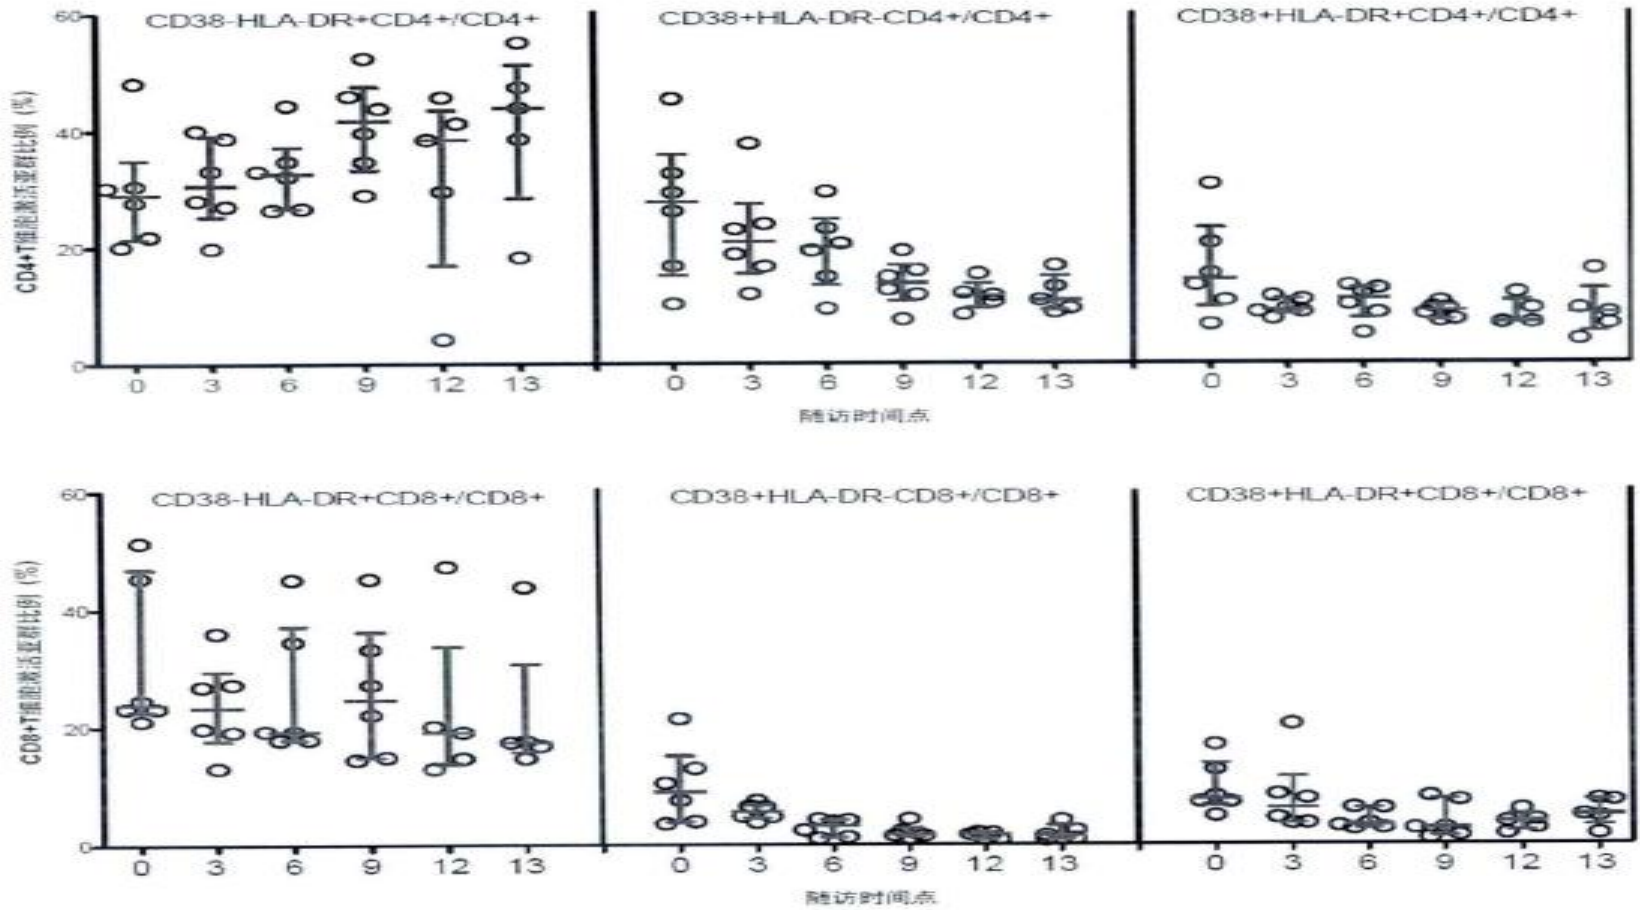 CD38-HLA-DR+CD4+/CD4+
CD38+HLA-DR-CD4+/CD4+
CD38+HLA-DR+CD4+/CD4+
CD4+T细胞激活亚群比例 (%)
60
40
20
0
0 3 6 9 12 13
0 3 6 9 12 13
0 3 6 9 12 13
随访时间点
CD38-HLA-DR+CD8+/CD8+
CD38+HLA-DR-CD8+/CD8+
CD38+HLA-DR+CD8+/CD8+
CD8+T细胞激活亚群比例 (%)
60
40
20
0
0 3 6 9 12 13
0 3 6 9 12 13
0 3 6 9 12 13
随访时间点